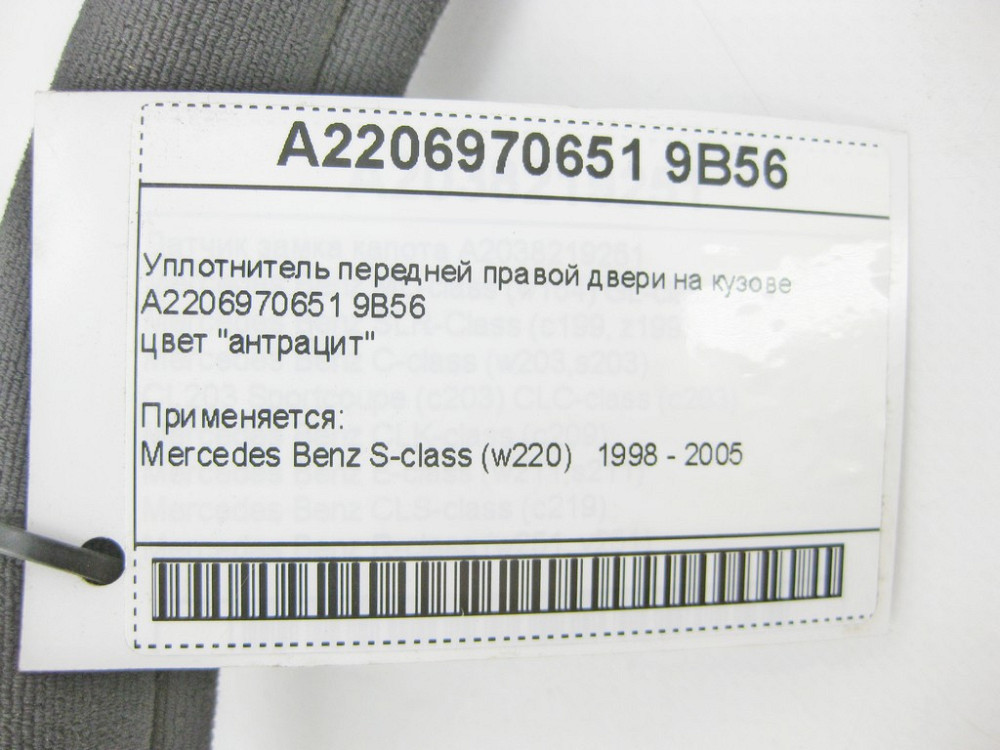 A2206970651 9B56
Уплотнитель передней правой двери на кузове
A2206970651 9B56
цвет "антрацит"
Применяется:
Mercedes Benz S-class (w220) 1998 - 2005